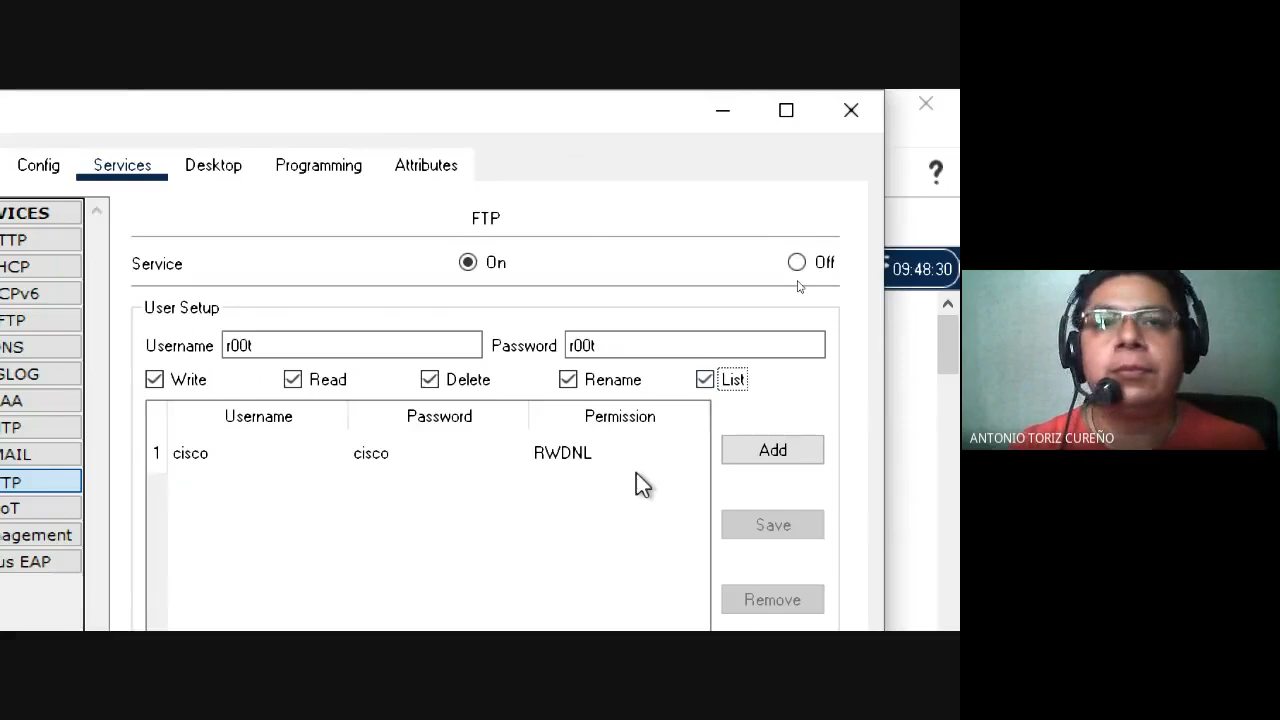 Config Services Desktop Programming Attributes
?
VICES
TTP
HCP
CPv6
FTP
NS
SLOG
AA
TP
MAIL
TP
oT
agement
us EAP
FTP
Service On Off
09:48:30
User Setup
Username r00t Password r00t
Write Read Delete Rename List
Username Password Permission
1 cisco cisco RWDNL
Add
Save
Remove
ANTONIO TORIZ CUREÑO